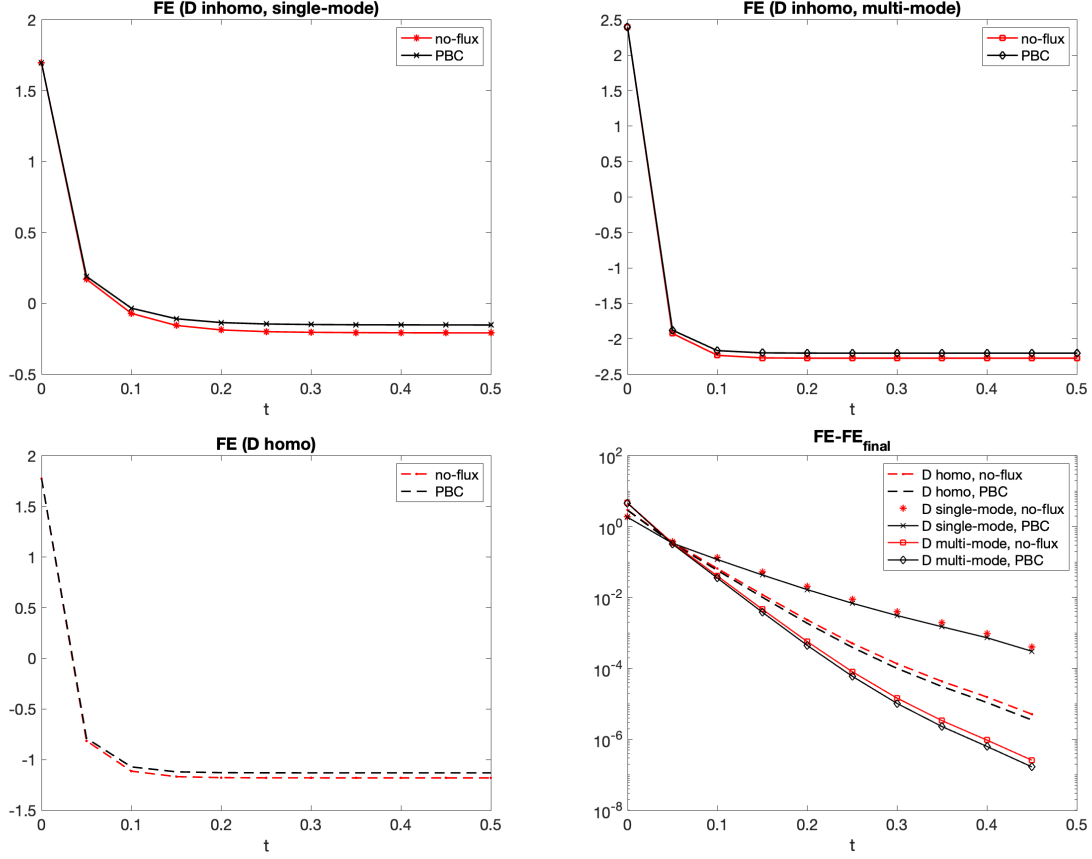 FE (D inhomo, single-mode)
2
1.5
1
0.5
0
-0.5
0
0.1
0.2
0.3
0.4
0.5
t
no-flux
PBC
FE (D inhomo, multi-mode)
2.5
2
1.5
1
0.5
0
-0.5
-1
-1.5
-2
-2.5
0
0.1
0.2
0.3
0.4
0.5
t
no-flux
PBC
FE (D homo)
2
1.5
1
0.5
0
-0.5
-1
-1.5
0
0.1
0.2
0.3
0.4
0.5
t
no-flux
PBC
FE-FE_final
10^2
10^0
10^-2
10^-4
10^-6
10^-8
0
0.1
0.2
0.3
0.4
0.5
t
D homo, no-flux
D homo, PBC
D single-mode, no-flux
D single-mode, PBC
D multi-mode, no-flux
D multi-mode, PBC